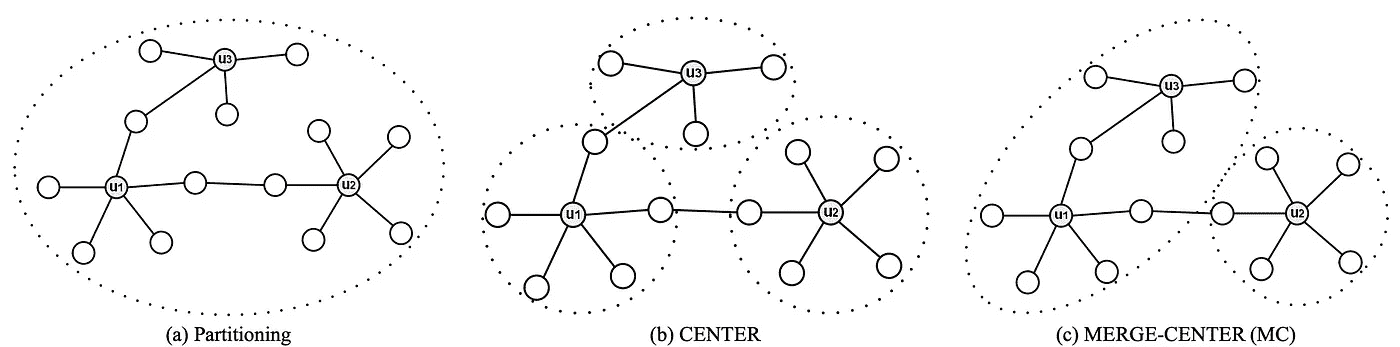 u3
u1
u2
(a) Partitioning
u3
u1
u2
(b) CENTER
u3
u1
u2
(c) MERGE-CENTER (MC)